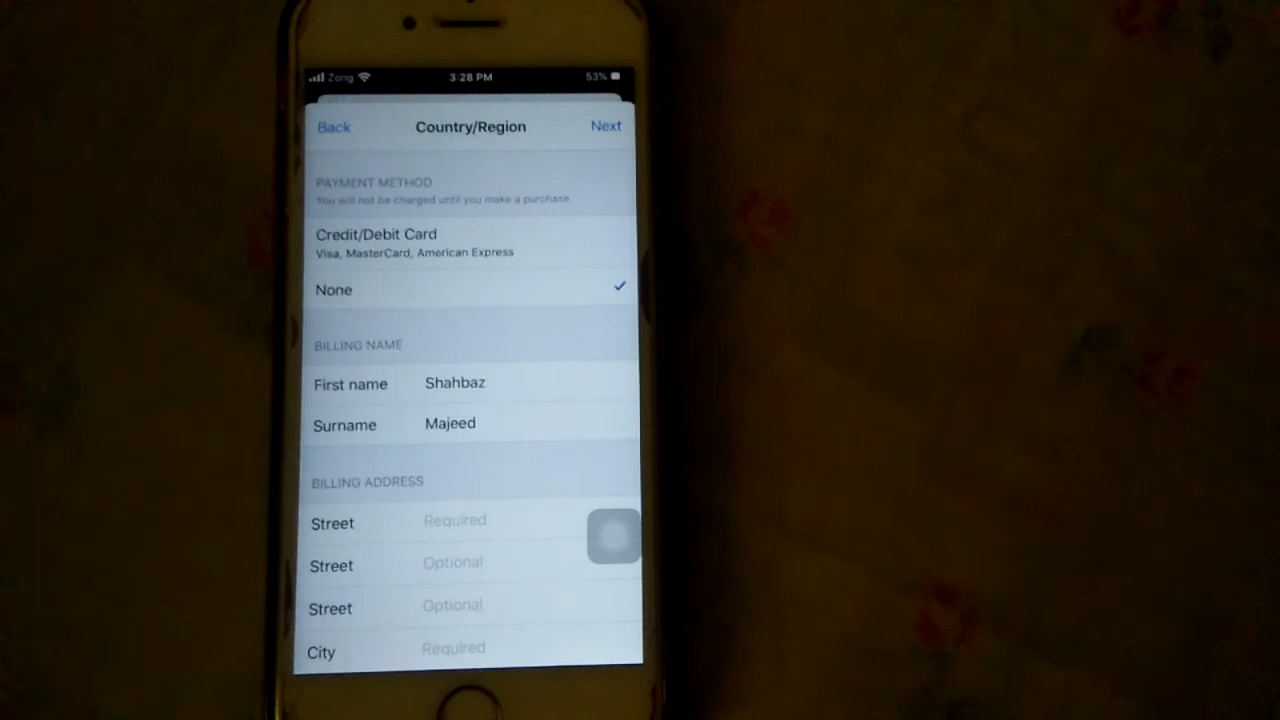 Zong 3:28 PM 53%
Back Country/Region Next
PAYMENT METHOD
You will not be charged until you make a purchase.
Credit/Debit Card
Visa, MasterCard, American Express
None
BILLING NAME
First name Shahbaz
Surname Majeed
BILLING ADDRESS
Street Required
Street Optional
Street Optional
City Required